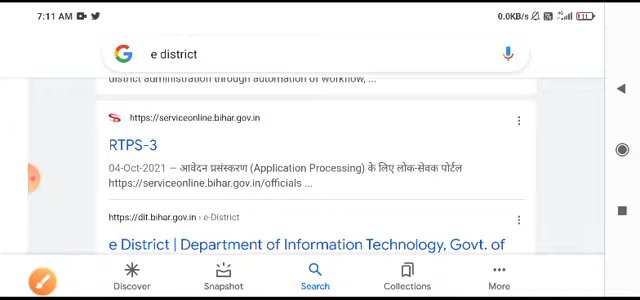 7:11 AM
0.0KB/s
11
e district
district administration through automation of workflow, ...
https://serviceonline.bihar.gov.in
RTPS-3
04-Oct-2021 — आवेदन प्रसंस्करण (Application Processing) के लिए लोक-सेवक पोर्टल
https://serviceonline.bihar.gov.in/officials ...
https://dit.bihar.gov.in › e-District
e District | Department of Information Technology, Govt. of
Discover
Snapshot
Search
Collections
More